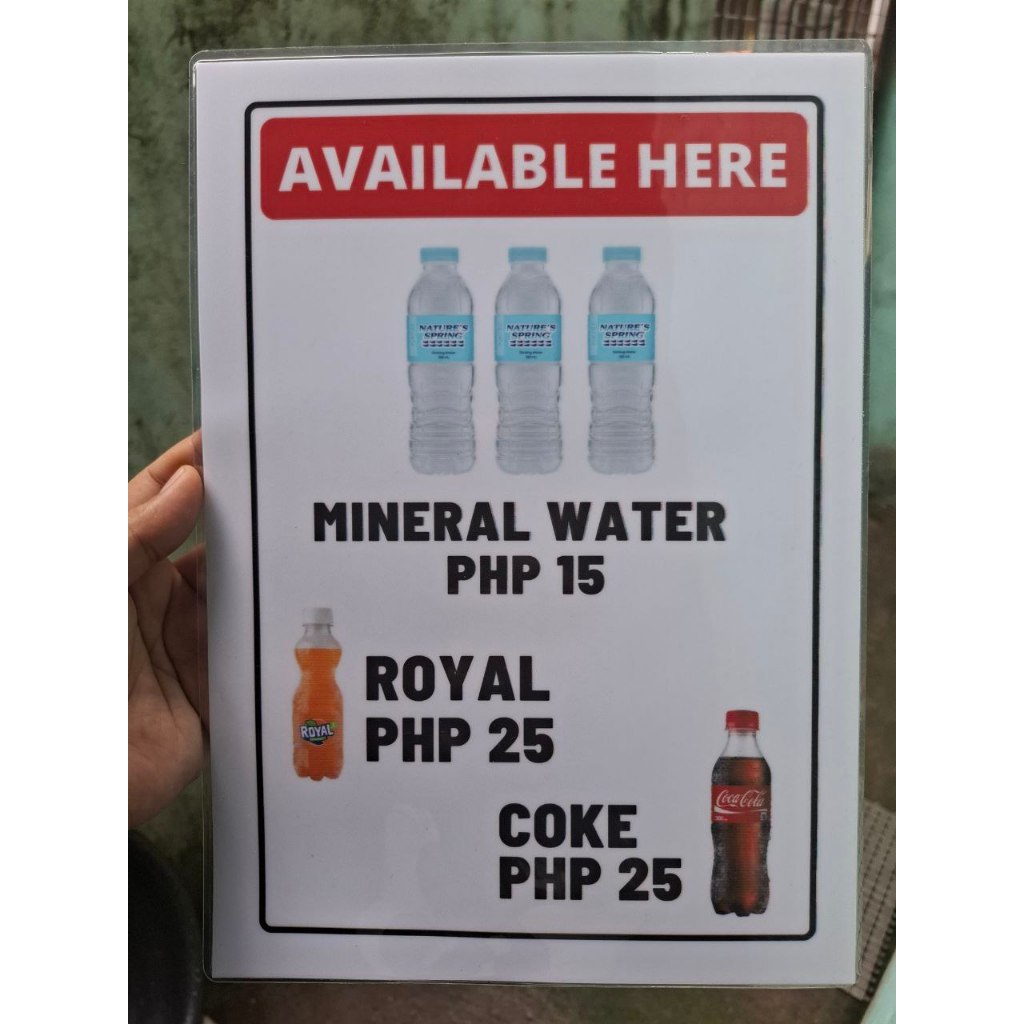 AVAILABLE HERE
NATURE'S NATURE'S NATURE'S
SPRING SPRING SPRING
MINERAL WATER
PHP 15
ROYAL
PHP 25
ROYAL
COKE
PHP 25
Coca-Cola